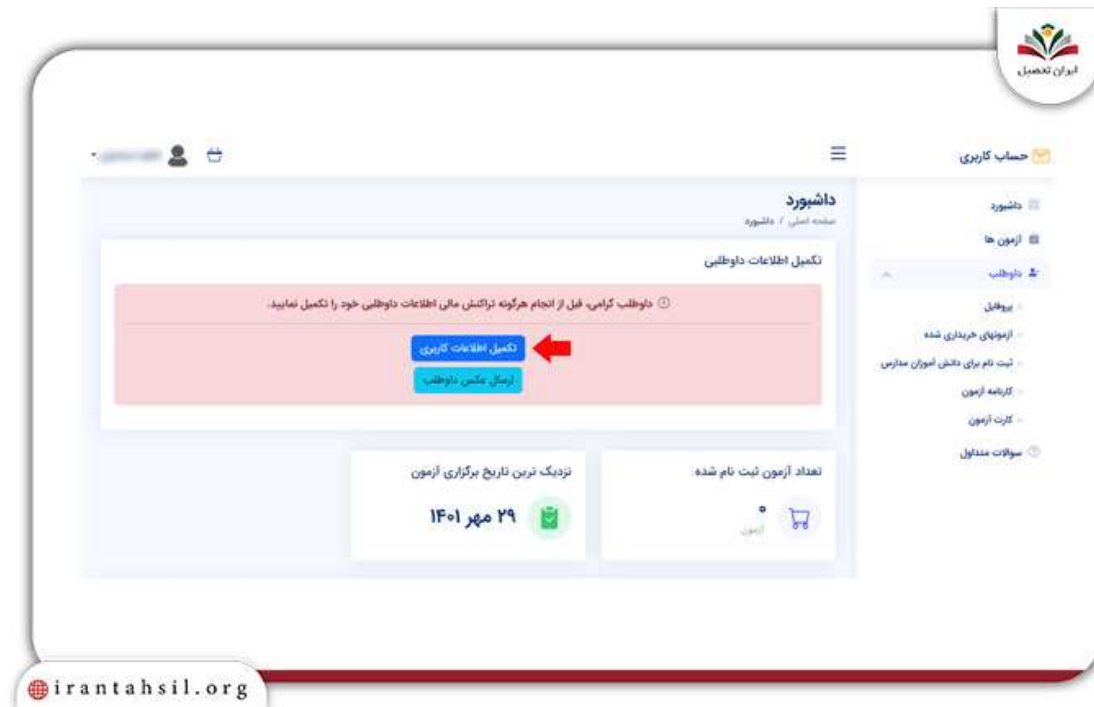 ایران تحصیل
حساب کاربری
داشبورد
آزمون ها
داوطلب
پروفایل
آزمونهای خریداری شده
ثبت نام برای دانش آموزان مدارس
کارنامه آزمون
کارت آزمون
سوالات متداول
داشبورد
صفحه اصلی / داشبورد
تکمیل اطلاعات داوطلبی
داوطلب گرامی، قبل از انجام هرگونه تراکنش مالی اطلاعات داوطلبی خود را تکمیل نمایید.
تکمیل اطلاعات کاربری
ارسال عکس داوطلب
تعداد آزمون ثبت نام شده
۰
آزمون
نزدیک ترین تاریخ برگزاری آزمون
۲۹ مهر ۱۴۰۱
irantahsil.org